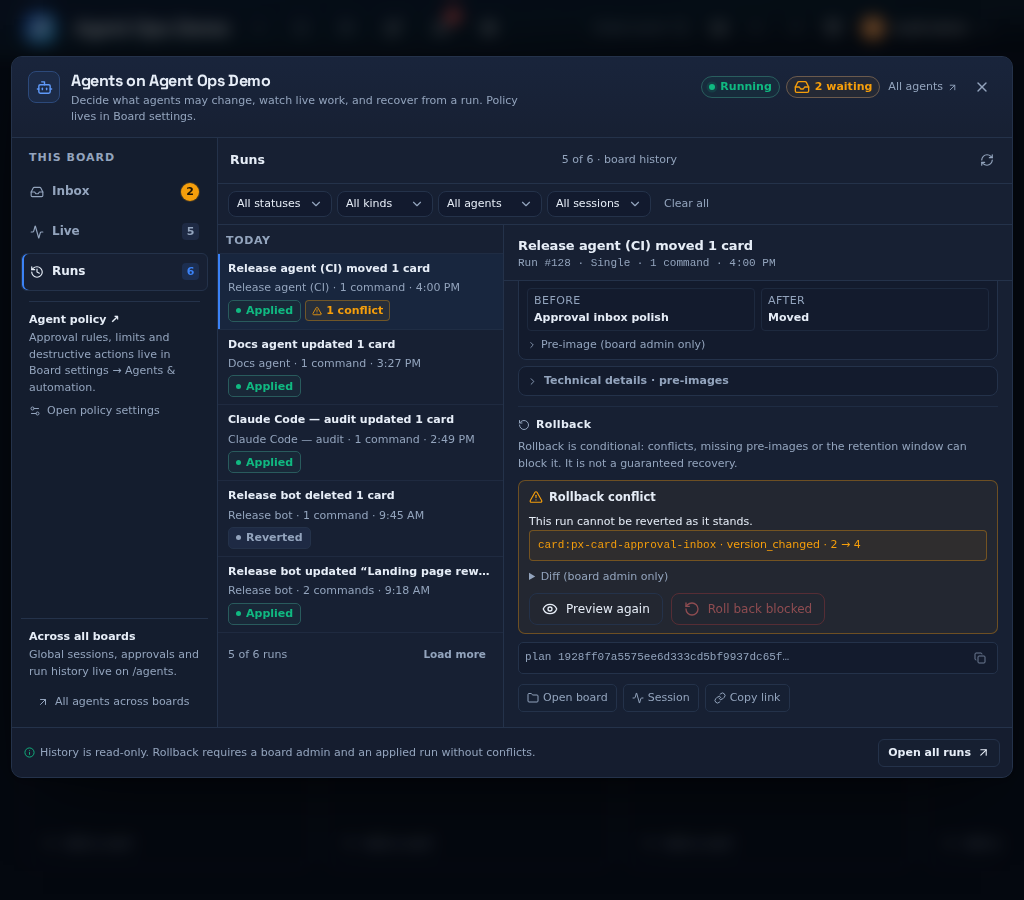 Agents on Agent Ops Demo
Decide what agents may change, watch live work, and recover from a run. Policy
lives in Board settings.
Running
2 waiting
All agents
THIS BOARD
Inbox
2
Live
5
Runs
6
Agent policy ↗
Approval rules, limits and
destructive actions live in
Board settings → Agents &
automation.
Open policy settings
Across all boards
Global sessions, approvals and
run history live on /agents.
All agents across boards
Runs
5 of 6 · board history
All statuses
All kinds
All agents
All sessions
Clear all
TODAY
Release agent (CI) moved 1 card
Release agent (CI) · 1 command · 4:00 PM
Applied
1 conflict
Docs agent updated 1 card
Docs agent · 1 command · 3:27 PM
Applied
Claude Code — audit updated 1 card
Claude Code — audit · 1 command · 2:49 PM
Applied
Release bot deleted 1 card
Release bot · 1 command · 9:45 AM
Reverted
Release bot updated “Landing page rew…
Release bot · 2 commands · 9:18 AM
Applied
5 of 6 runs
Load more
Release agent (CI) moved 1 card
Run #128 · Single · 1 command · 4:00 PM
BEFORE
Approval inbox polish
AFTER
Moved
Pre-image (board admin only)
Technical details · pre-images
Rollback
Rollback is conditional: conflicts, missing pre-images or the retention window can
block it. It is not a guaranteed recovery.
Rollback conflict
This run cannot be reverted as it stands.
card:px-card-approval-inbox · version_changed · 2 → 4
Diff (board admin only)
Preview again
Roll back blocked
plan 1928ff07a5575ee6d333cd5bf9937dc65f…
Open board
Session
Copy link
History is read-only. Rollback requires a board admin and an applied run without conflicts.
Open all runs